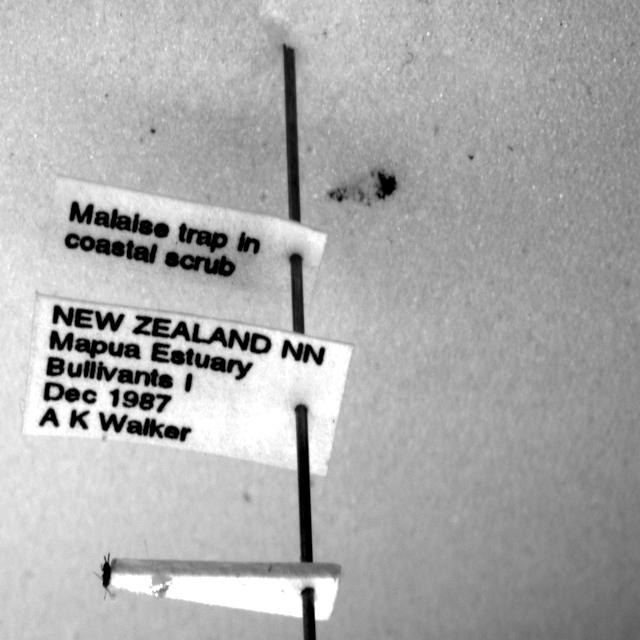 Malaise trap in
coastal scrub
NEW ZEALAND NN
Mapua Estuary
Bullivants I
Dec 1987
A K Walker